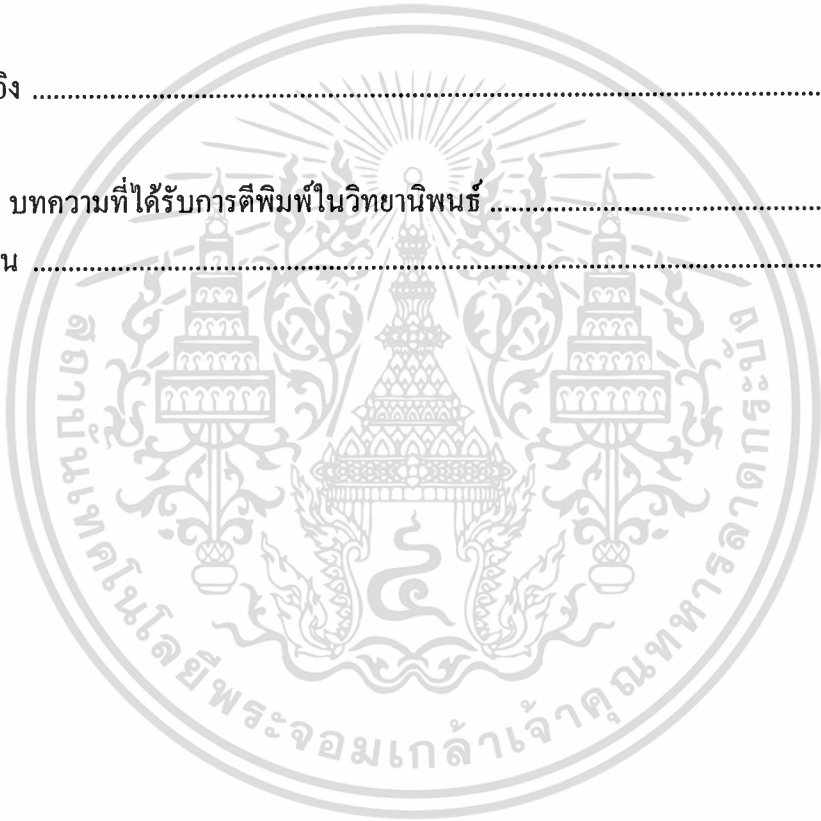 อิง ........................................................................
บทความที่ได้รับการตีพิมพ์ในวิทยานิพนธ์ ........................................................................
น ........................................................................
๔
สถาบันเทคโนโลยีพระจอมเกล้าเจ้าคุณทหารลาดกระบัง